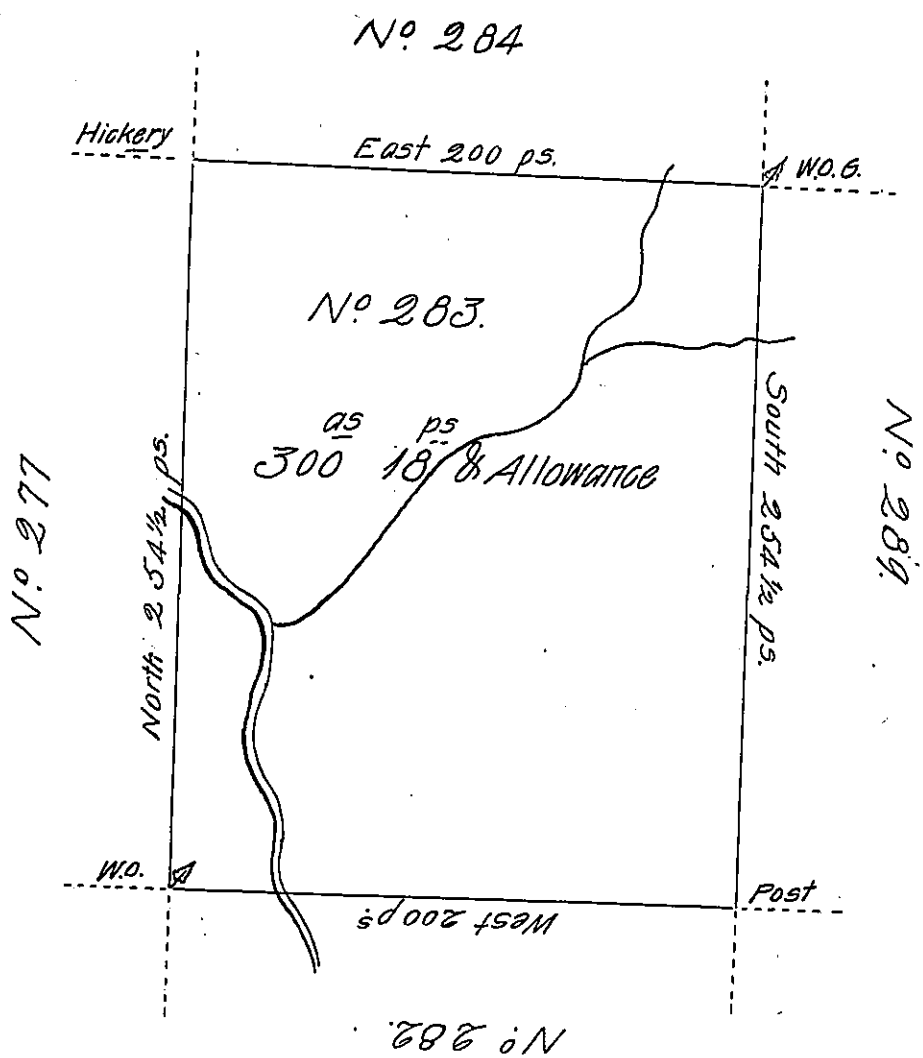 Nº 284
Hickery
East 200 ps.
W.O.G.
Nº 283.
as ps
300 18 & Allowance
Nº 277
North 254½ ps.
South 254½ ps.
Nº 289.
W.O.
Post
West 200 ps
Nº 282.